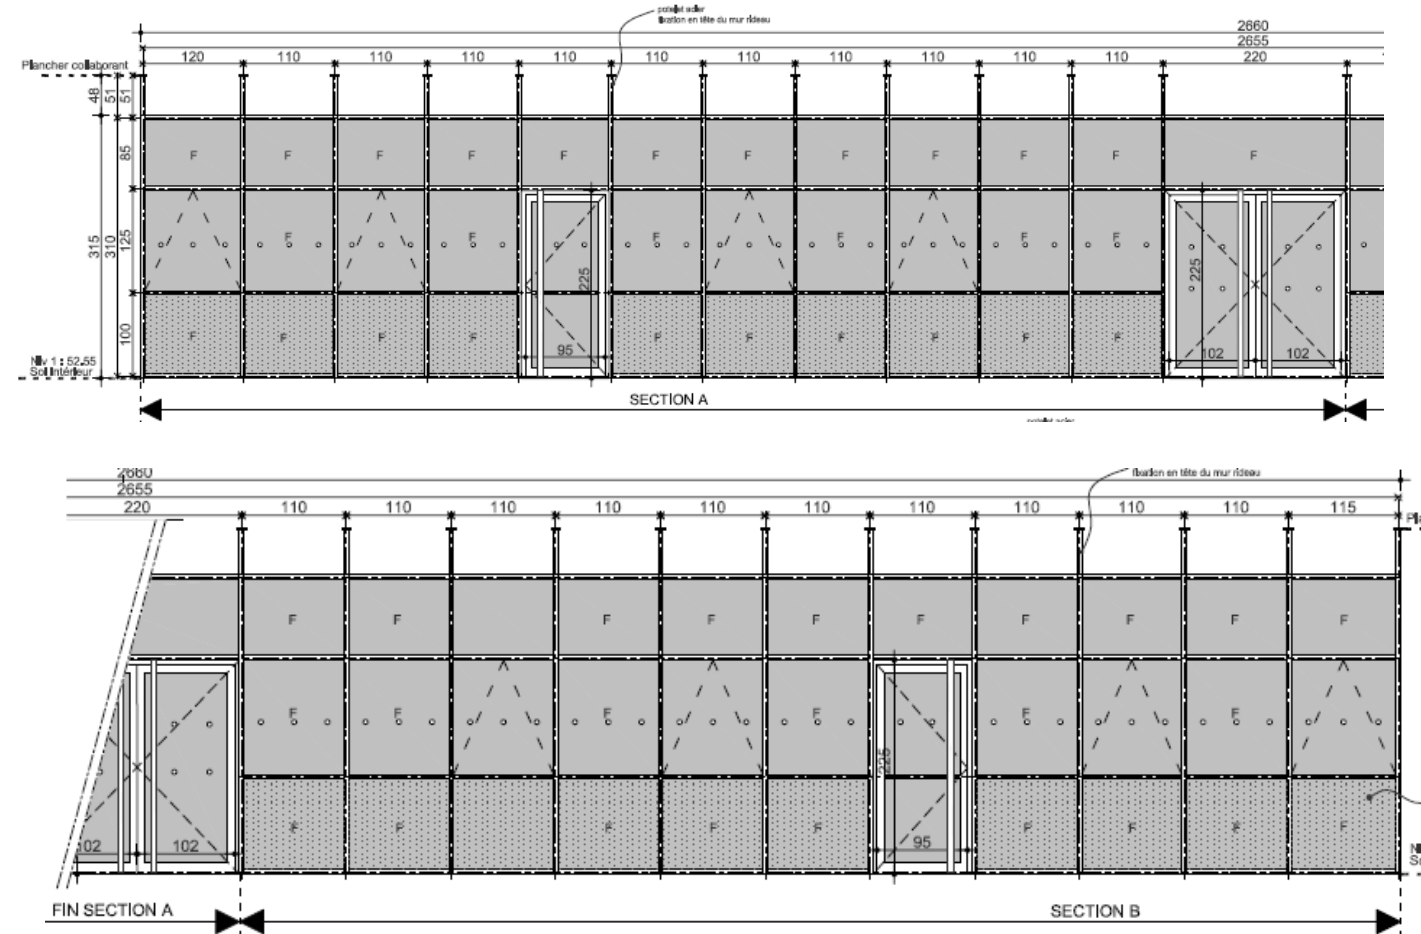 potelet acier
fixation en tête du mur rideau
2660
2655
120 110 110 110 110 110 110 110 110 110 110 220
Plancher collaborant
48 51 51
F F F F F F F F F F F F
85
F F F F F F
315 310 125
225 225
F F F F F F F F F F
100
95 102 102
Niv 1 : 52.55
Sol intérieur
SECTION A
potelet acier
2660
fixation en tête du mur rideau
2655
220 110 110 110 110 110 110 110 110 110 110 115
F F F F F F F F F
F F F F F F
225
F F F F F F F F
102 102 95
FIN SECTION A
SECTION B